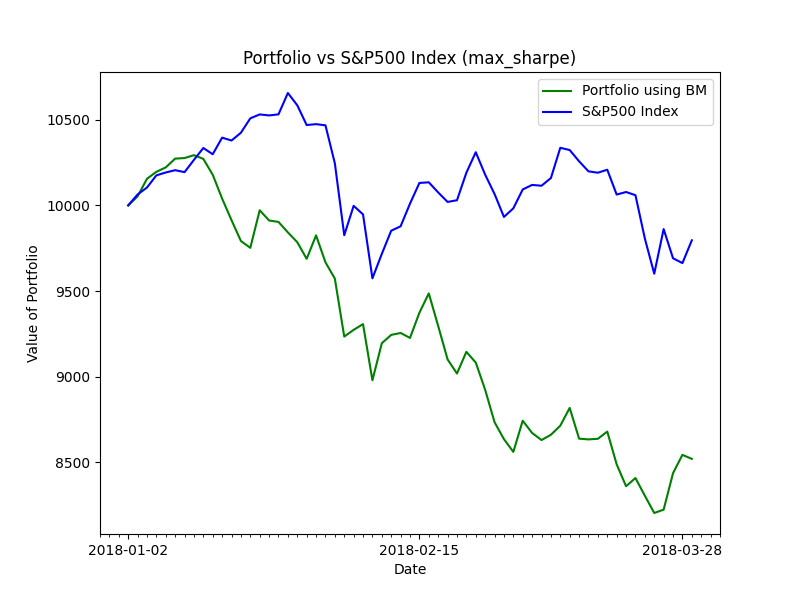 Portfolio vs S&P500 Index (max_sharpe)
Portfolio using BM
S&P500 Index
10500
10000
9500
9000
8500
Value of Portfolio
2018-01-02
2018-02-15
2018-03-28
Date